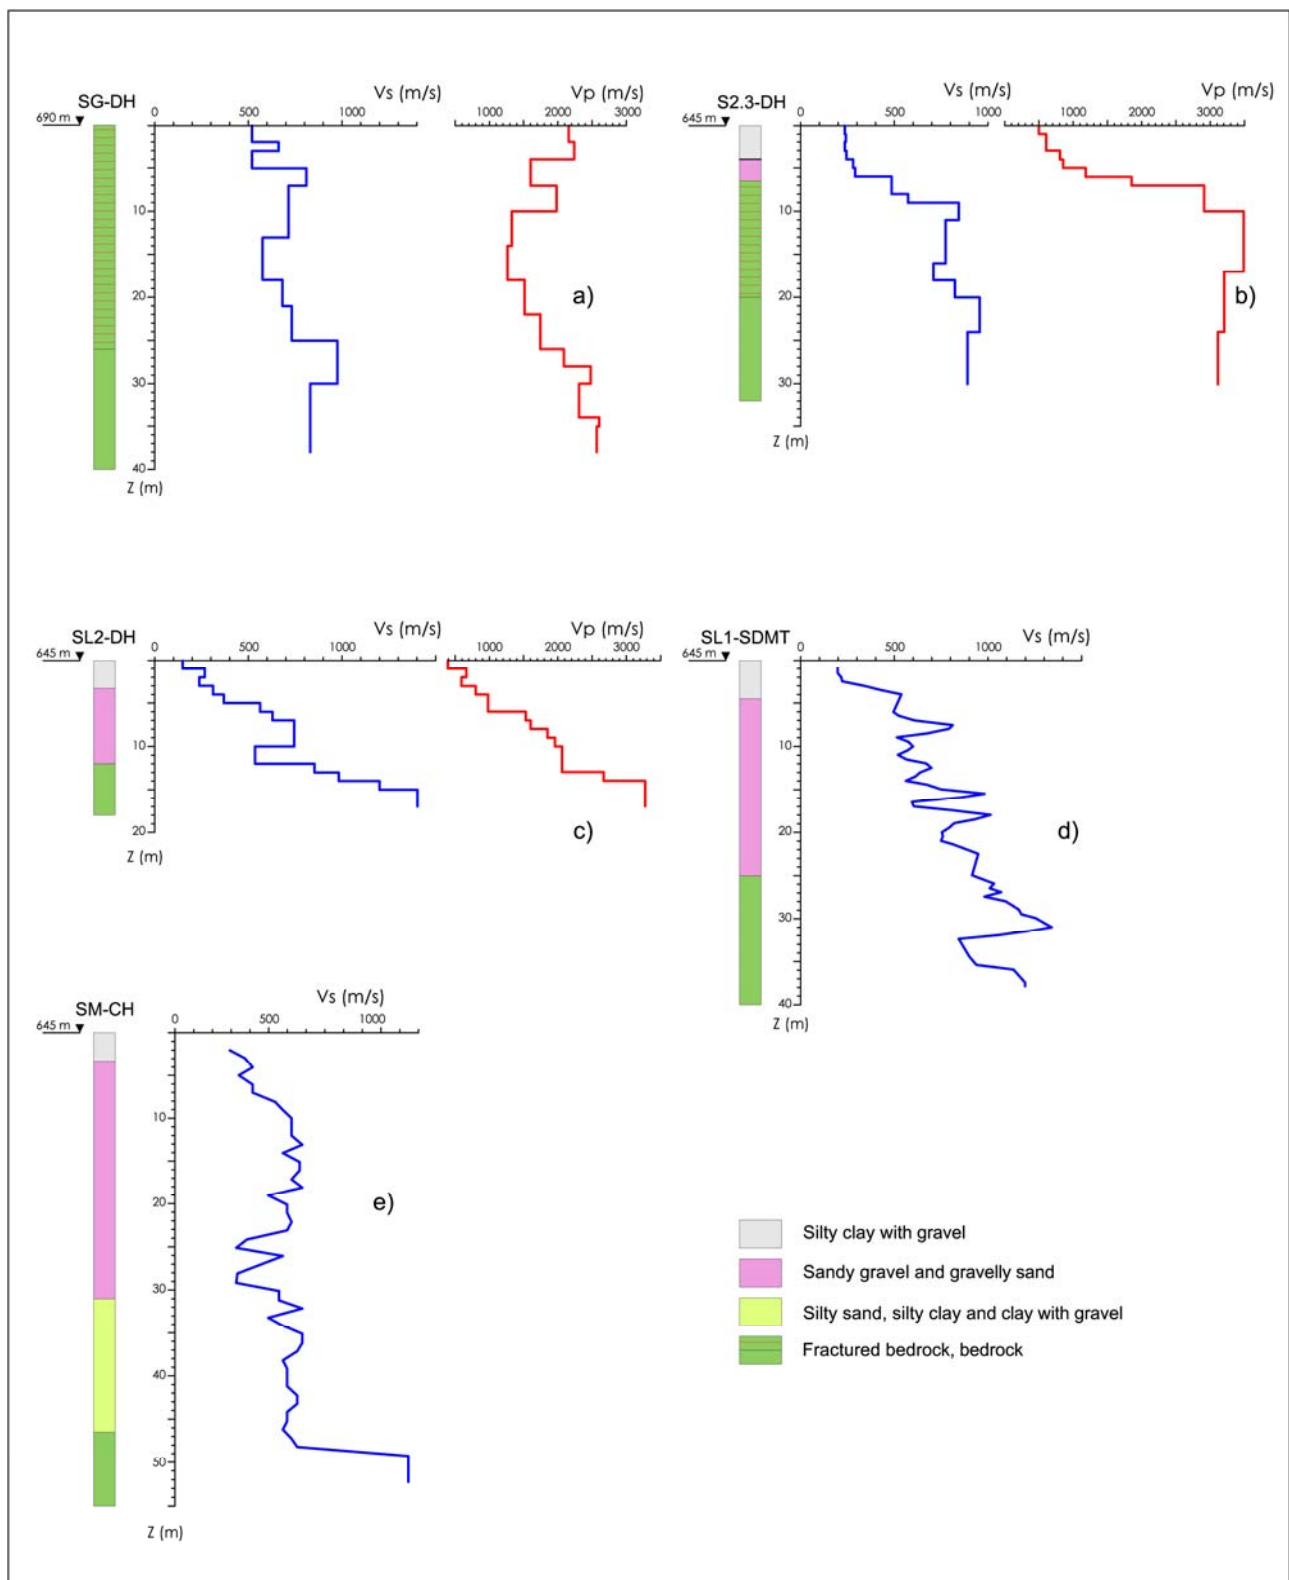 SG-DH
690 m
Vs (m/s)
Vp (m/s)
0
500
1000
1000
2000
3000
10
20
30
40
Z (m)
a)
S2.3-DH
645 m
Vs (m/s)
Vp (m/s)
0
500
1000
1000
2000
3000
10
20
30
Z (m)
b)
SL2-DH
645 m
Vs (m/s)
Vp (m/s)
0
500
1000
1000
2000
3000
10
20
Z (m)
c)
SL1-SDMT
645 m
Vs (m/s)
0
500
1000
10
20
30
40
Z (m)
d)
SM-CH
645 m
Vs (m/s)
0
500
1000
10
20
30
40
50
Z (m)
e)
Silty clay with gravel
Sandy gravel and gravelly sand
Silty sand, silty clay and clay with gravel
Fractured bedrock, bedrock